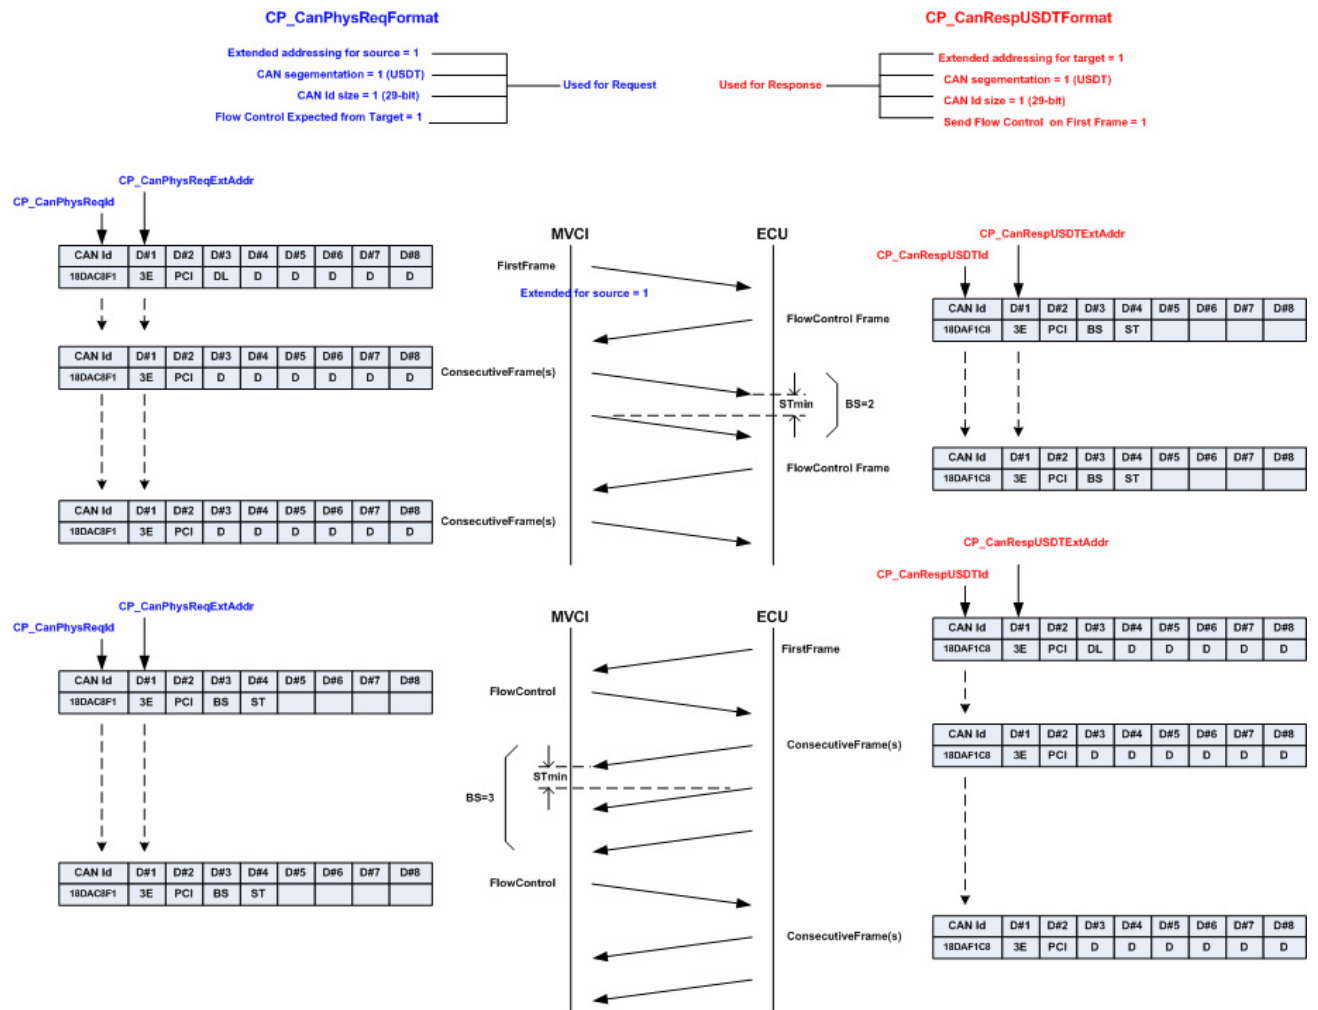 CP_CanPhysReqFormat
Extended addressing for source = 1
CAN segementation = 1 (USDT)
CAN Id size = 1 (29-bit)
Flow Control Expected from Target = 1
Used for Request
CP_CanRespUSDTFormat
Used for Response
Extended addressing for target = 1
CAN segementation = 1 (USDT)
CAN Id size = 1 (29-bit)
Send Flow Control on First Frame = 1
CP_CanPhysReqExtAddr
CP_CanPhysReqId
CAN Id D#1 D#2 D#3 D#4 D#5 D#6 D#7 D#8
18DAC8F1 3E PCI DL D D D D D
CAN Id D#1 D#2 D#3 D#4 D#5 D#6 D#7 D#8
18DAC8F1 3E PCI D D D D D D
CAN Id D#1 D#2 D#3 D#4 D#5 D#6 D#7 D#8
18DAC8F1 3E PCI D D D D D D
MVCI
ECU
FirstFrame
Extended for source = 1
FlowControl Frame
ConsecutiveFrame(s)
STmin
BS=2
FlowControl Frame
ConsecutiveFrame(s)
CP_CanRespUSDTExtAddr
CP_CanRespUSDTId
CAN Id D#1 D#2 D#3 D#4 D#5 D#6 D#7 D#8
18DAF1C8 3E PCI BS ST
CAN Id D#1 D#2 D#3 D#4 D#5 D#6 D#7 D#8
18DAF1C8 3E PCI BS ST
CP_CanPhysReqExtAddr
CP_CanPhysReqId
CAN Id D#1 D#2 D#3 D#4 D#5 D#6 D#7 D#8
18DAC8F1 3E PCI BS ST
CAN Id D#1 D#2 D#3 D#4 D#5 D#6 D#7 D#8
18DAC8F1 3E PCI BS ST
MVCI
ECU
FirstFrame
FlowControl
ConsecutiveFrame(s)
STmin
BS=3
FlowControl
ConsecutiveFrame(s)
CP_CanRespUSDTExtAddr
CP_CanRespUSDTId
CAN Id D#1 D#2 D#3 D#4 D#5 D#6 D#7 D#8
18DAF1C8 3E PCI DL D D D D D
CAN Id D#1 D#2 D#3 D#4 D#5 D#6 D#7 D#8
18DAF1C8 3E PCI D D D D D D
CAN Id D#1 D#2 D#3 D#4 D#5 D#6 D#7 D#8
18DAF1C8 3E PCI D D D D D D